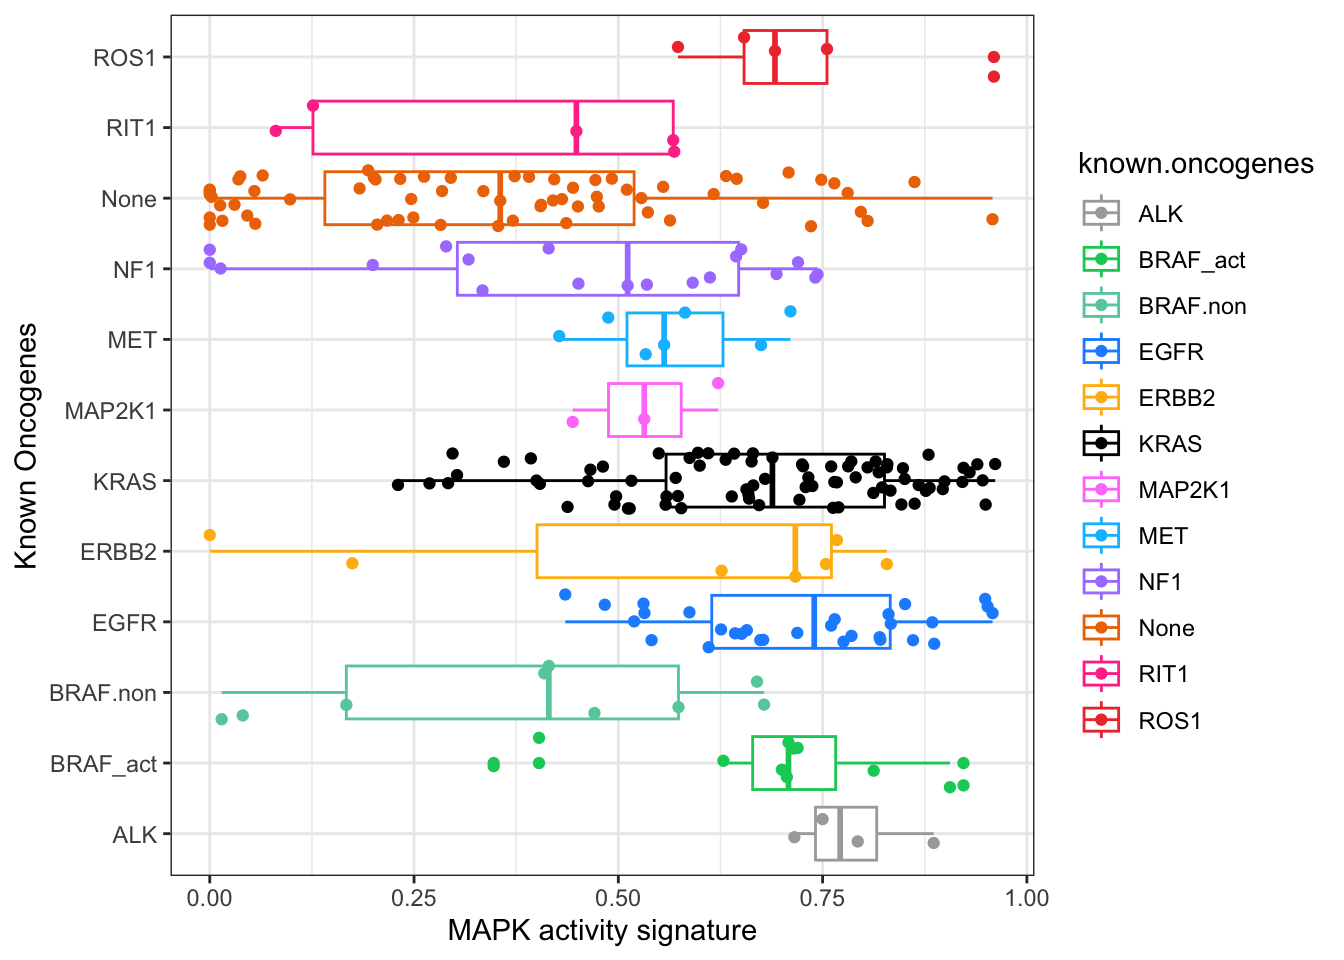 ROS1
RIT1
None
NF1
MET
MAP2K1
KRAS
ERBB2
EGFR
BRAF.non
BRAF_act
ALK
Known Oncogenes
0.00 0.25 0.50 0.75 1.00
MAPK activity signature
known.oncogenes
ALK
BRAF_act
BRAF.non
EGFR
ERBB2
KRAS
MAP2K1
MET
NF1
None
RIT1
ROS1